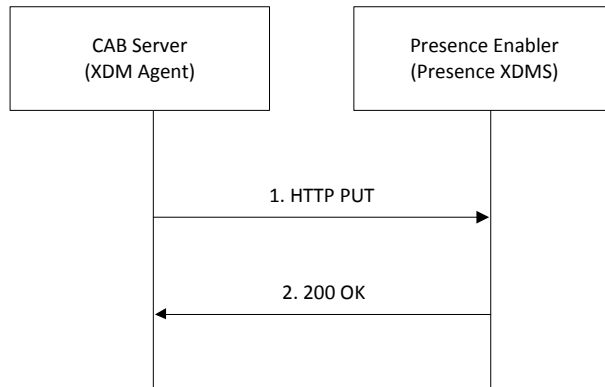 CAB Server
(XDM Agent)
Presence Enabler
(Presence XDMS)
1. HTTP PUT
2. 200 OK